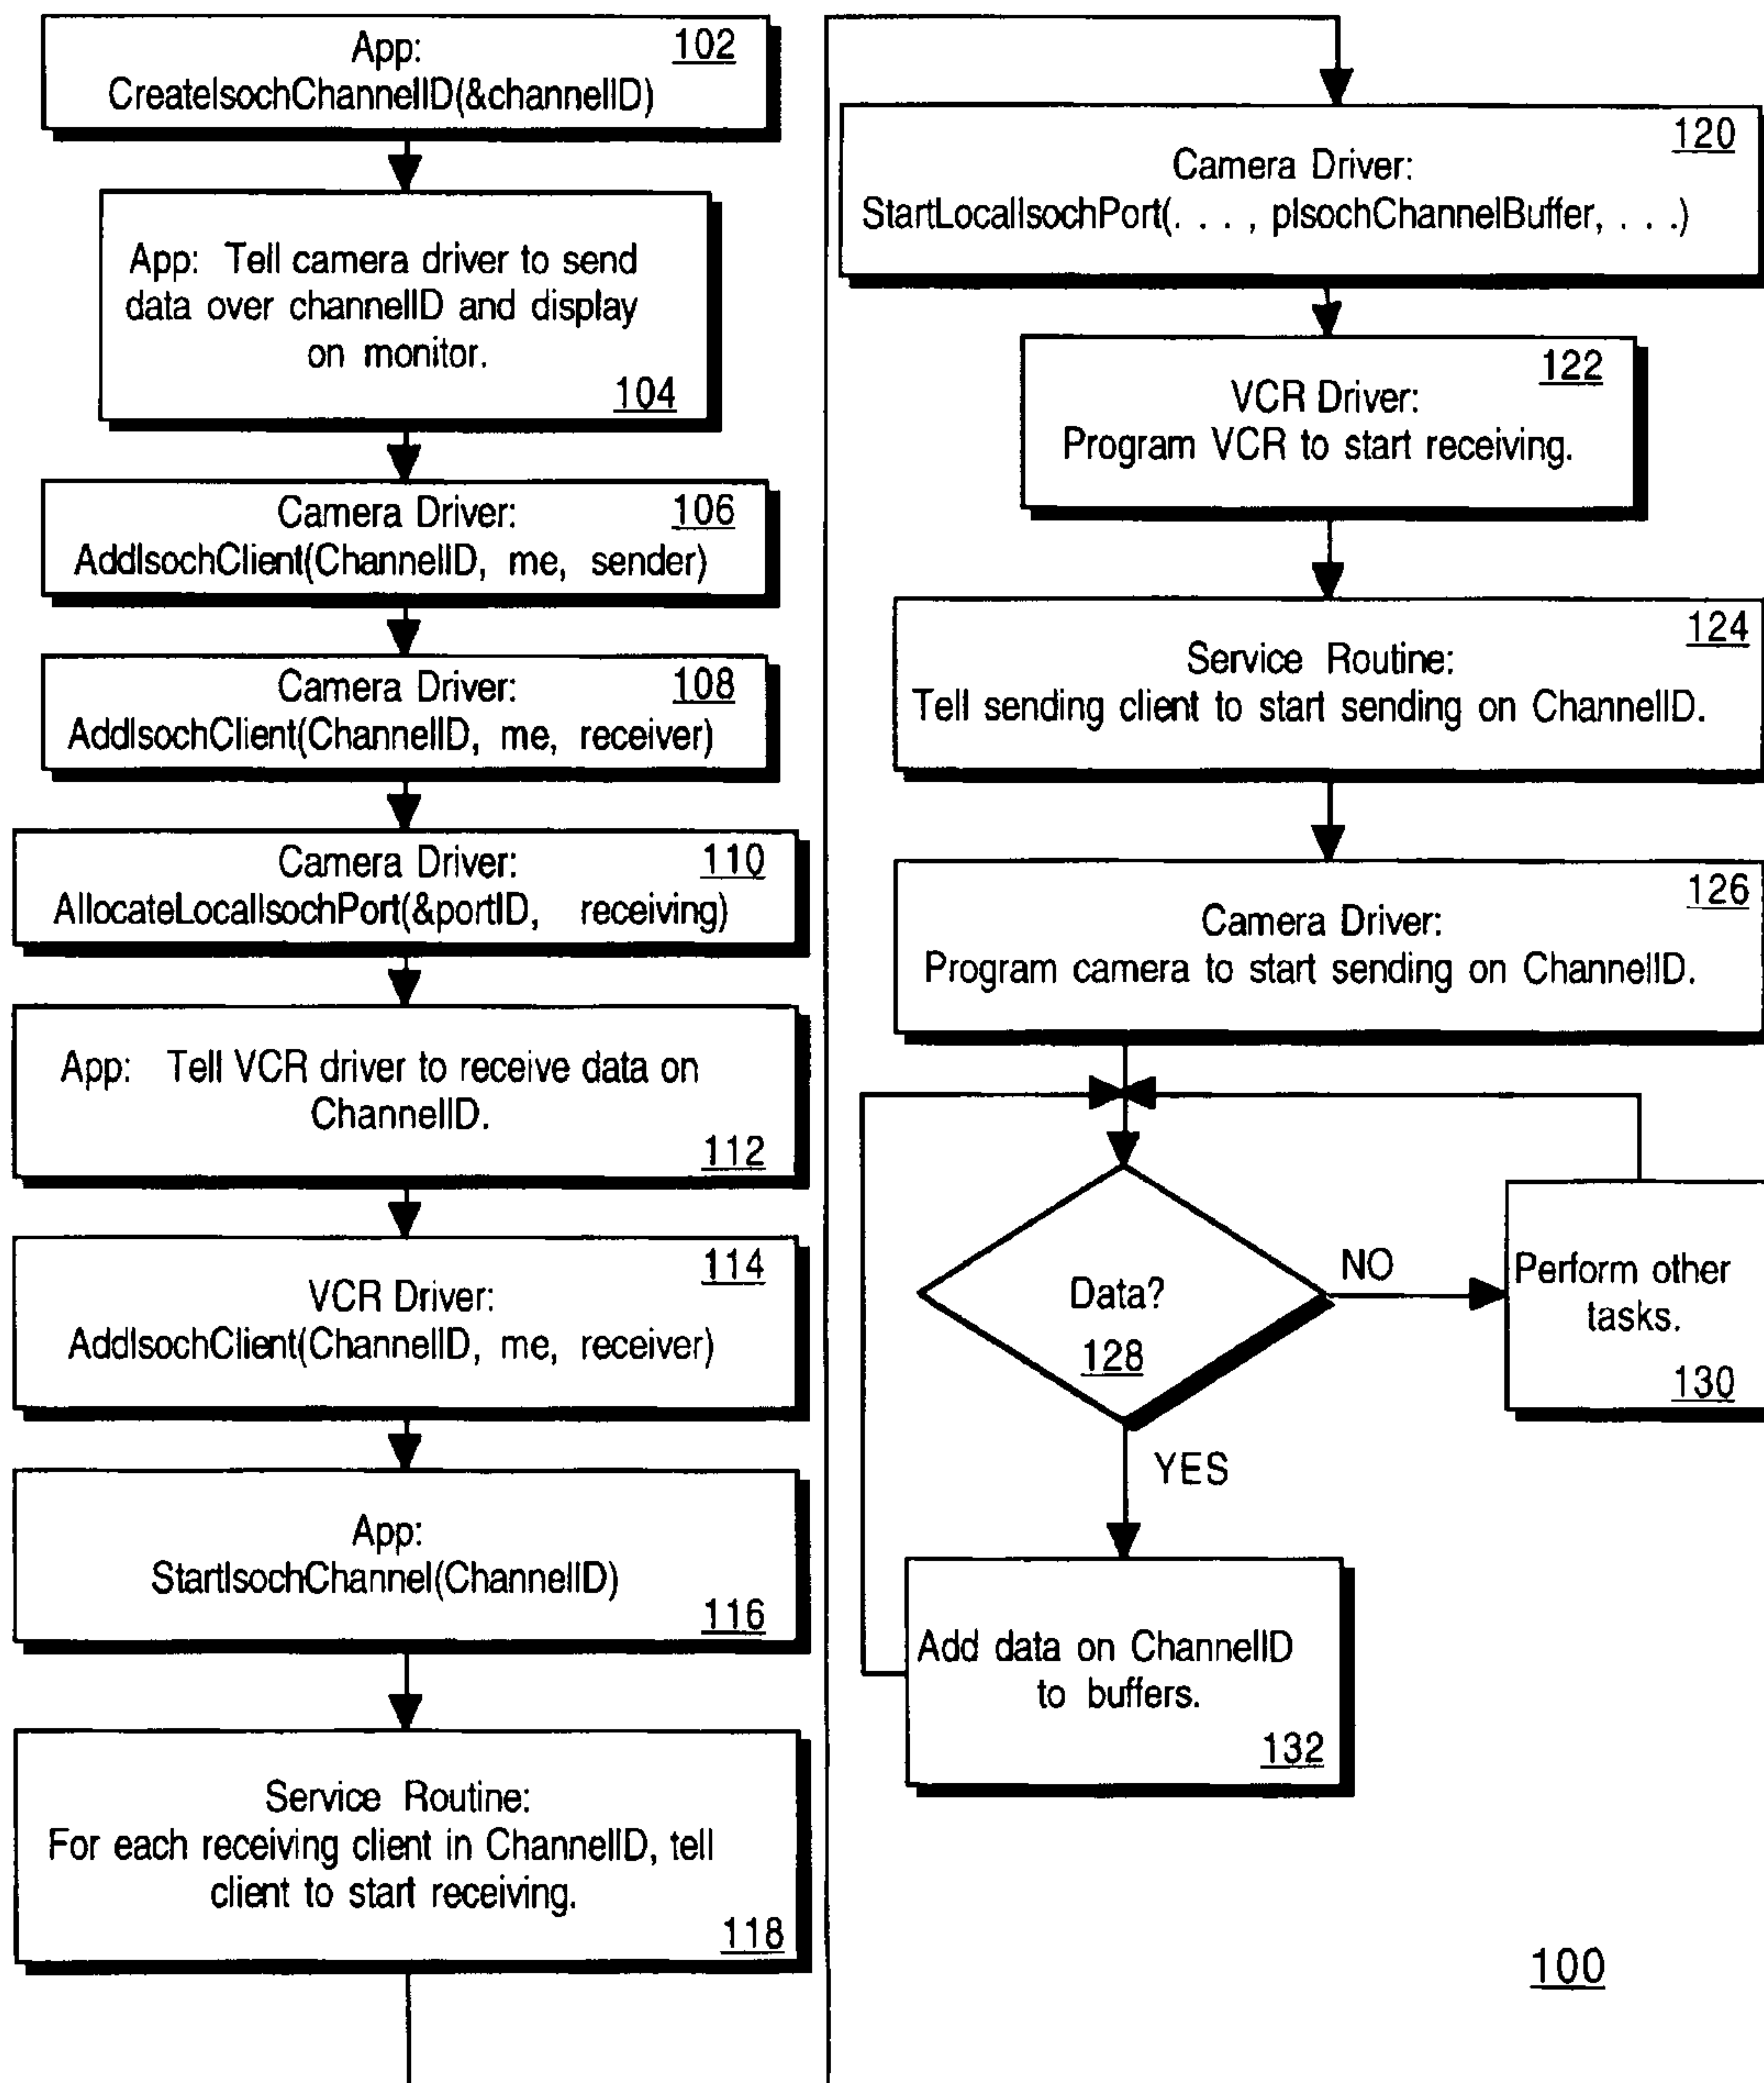 App: 102
CreateIsochChannelID(&channelID)
App: Tell camera driver to send
data over channelID and display
on monitor.
104
Camera Driver: 106
AddIsochClient(ChannelID, me, sender)
Camera Driver: 108
AddIsochClient(ChannelID, me, receiver)
Camera Driver: 110
AllocateLocalIsochPort(&portID, receiving)
App: Tell VCR driver to receive data on
ChannelID.
112
114
VCR Driver:
AddIsochClient(ChannelID, me, receiver)
App:
StartIsochChannel(ChannelID)
116
Service Routine:
For each receiving client in ChannelID, tell
client to start receiving.
118
120
Camera Driver:
StartLocalIsochPort(. . . , pIsochChannelBuffer, . . .)
122
VCR Driver:
Program VCR to start receiving.
124
Service Routine:
Tell sending client to start sending on ChannelID.
126
Camera Driver:
Program camera to start sending on ChannelID.
Data?
128
NO
Perform other
tasks.
130
YES
Add data on ChannelID
to buffers.
132
100